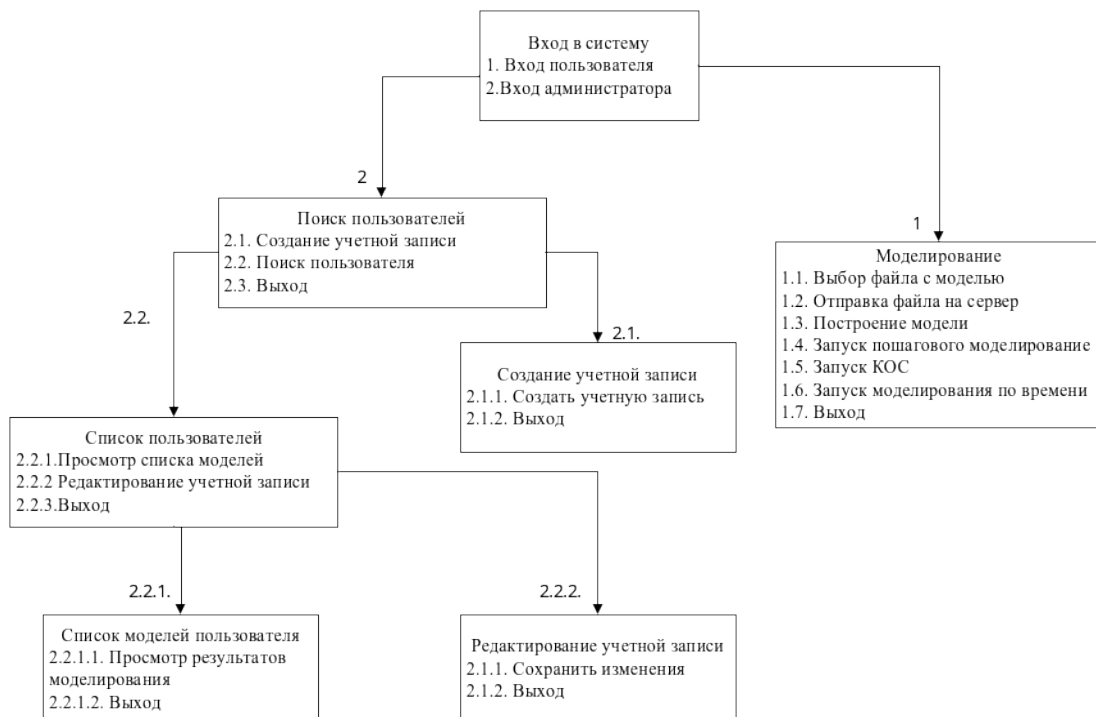 Вход в систему
1. Вход пользователя
2.Вход администратора
2
1
Поиск пользователей
2.1. Создание учетной записи
2.2. Поиск пользователя
2.3. Выход
Моделирование
1.1. Выбор файла с моделью
1.2. Отправка файла на сервер
1.3. Построение модели
1.4. Запуск пошагового моделирование
1.5. Запуск КОС
1.6. Запуск моделирования по времени
1.7. Выход
2.2.
2.1.
Создание учетной записи
2.1.1. Создать учетную запись
2.1.2. Выход
Список пользователей
2.2.1.Просмотр списка моделей
2.2.2 Редактирование учетной записи
2.2.3.Выход
2.2.1.
2.2.2.
Список моделей пользователя
2.2.1.1. Просмотр результатов
моделирования
2.2.1.2. Выход
Редактирование учетной записи
2.1.1. Сохранить изменения
2.1.2. Выход